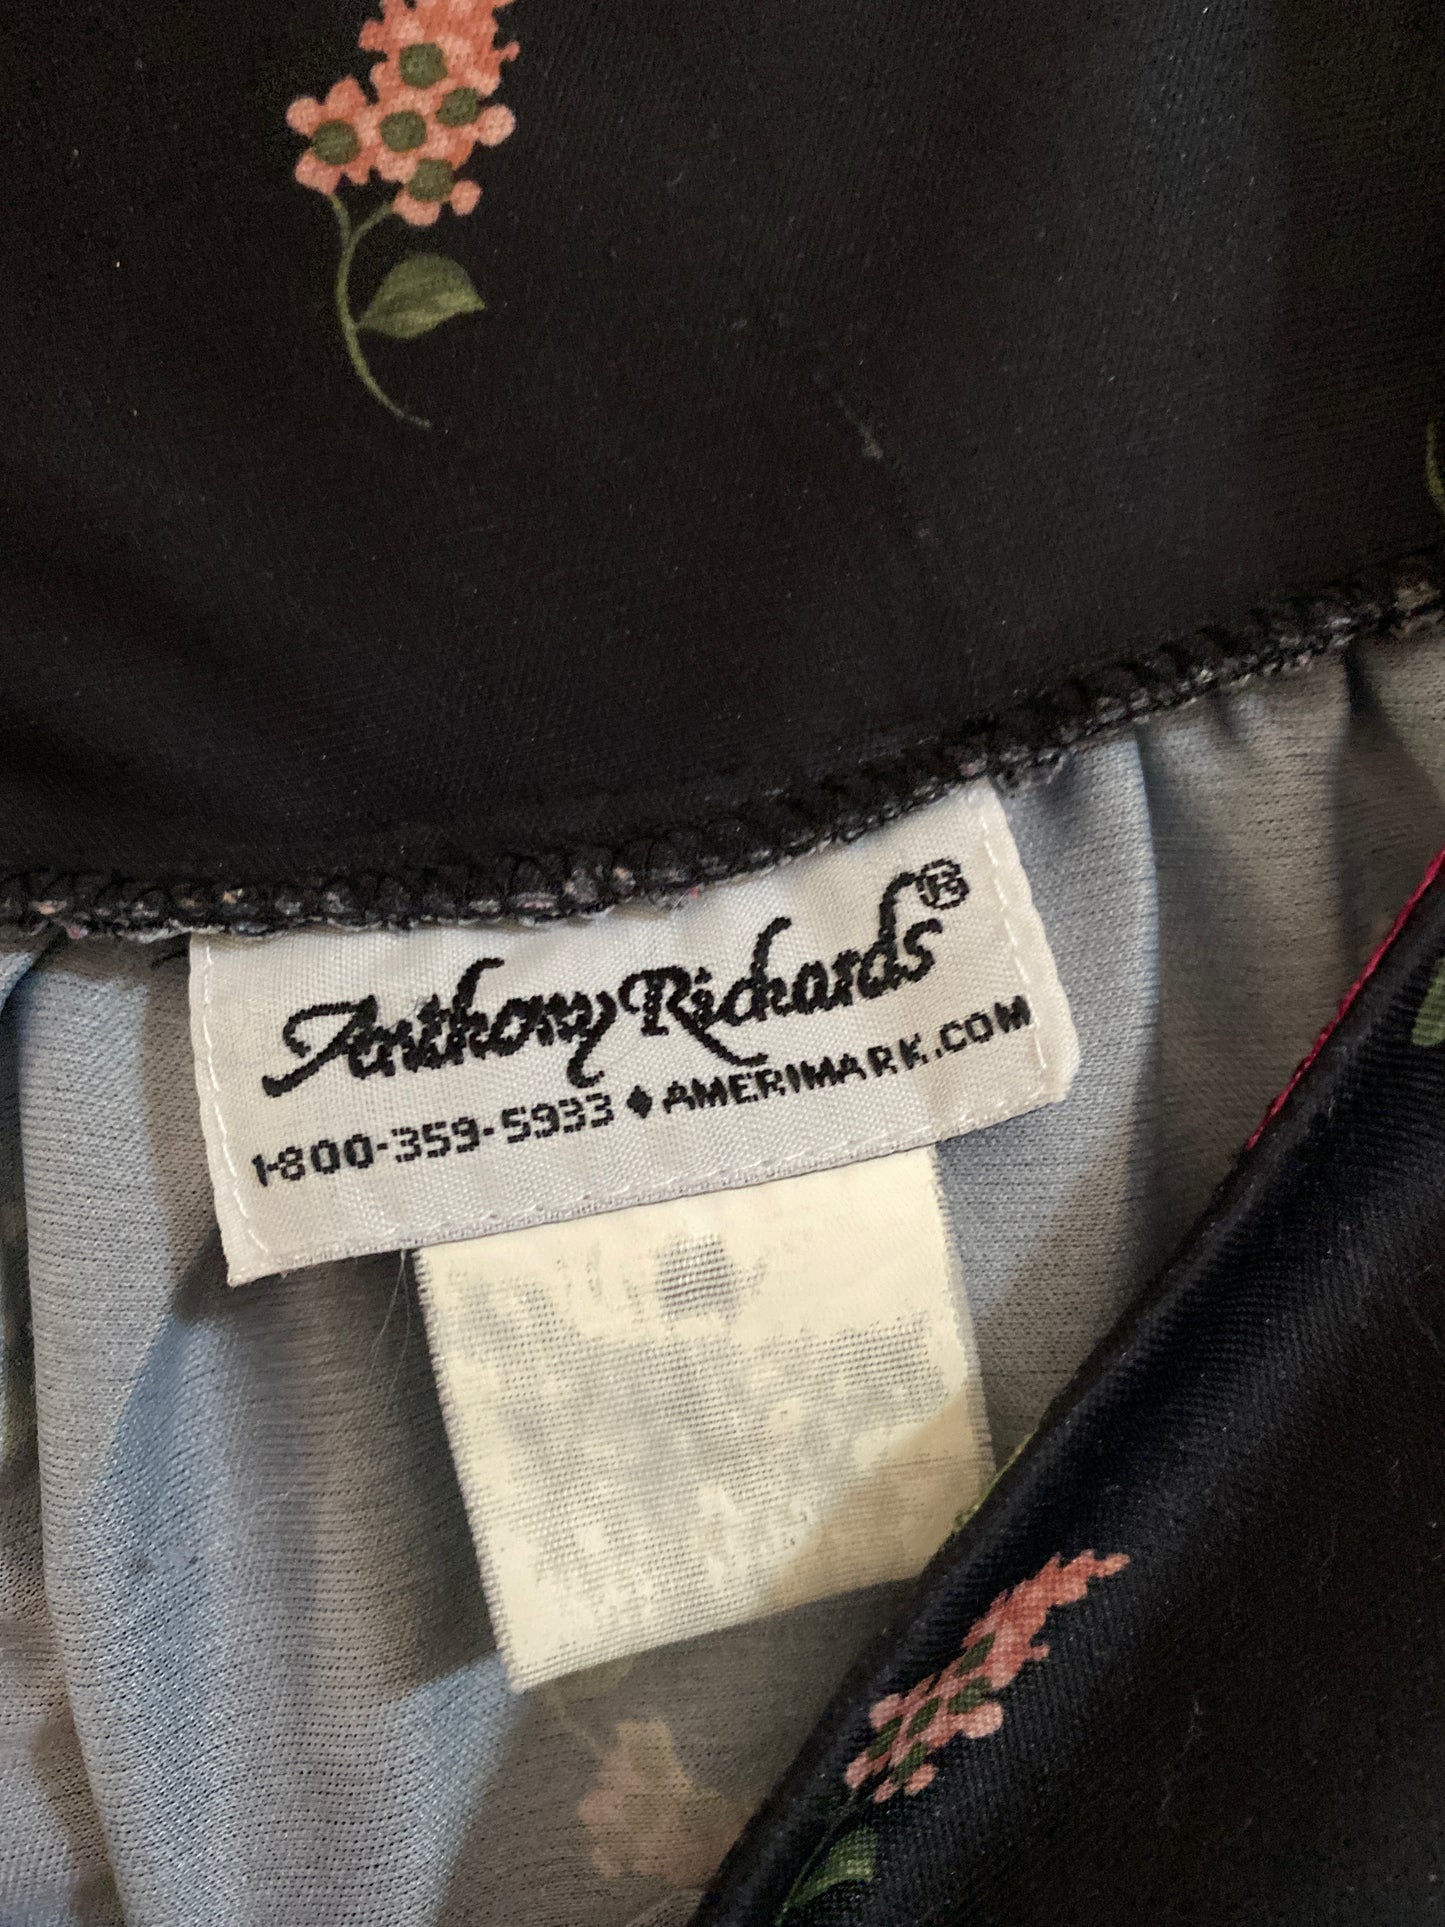 Anthony Richards®
1-800-359-5933 ♦ AMERIMARK.COM